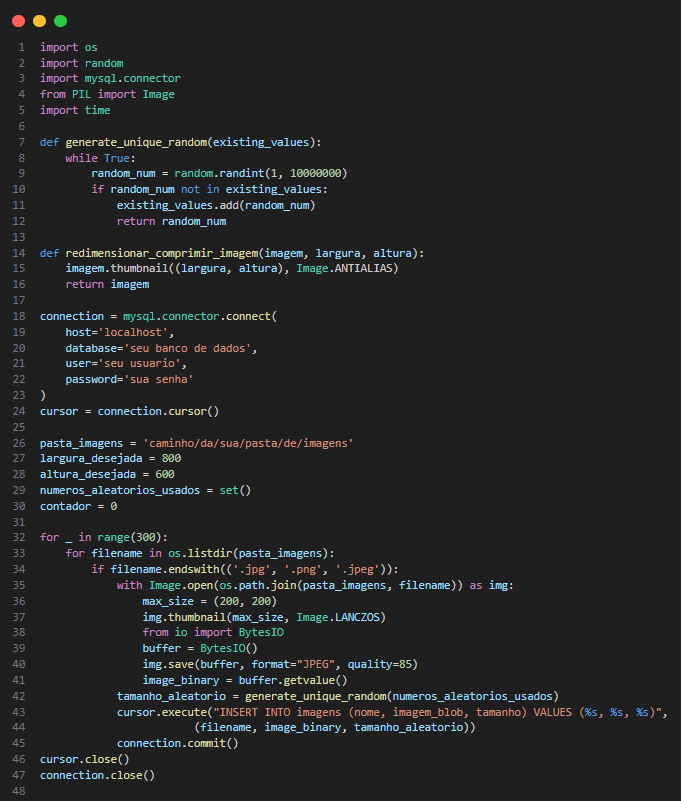 1 import os
2 import random
3 import mysql.connector
4 from PIL import Image
5 import time
6
7 def generate_unique_random(existing_values):
8     while True:
9         random_num = random.randint(1, 10000000)
10         if random_num not in existing_values:
11             existing_values.add(random_num)
12             return random_num
13
14 def redimensionar_comprimir_imagem(imagem, largura, altura):
15     imagem.thumbnail((largura, altura), Image.ANTIALIAS)
16     return imagem
17
18 connection = mysql.connector.connect(
19     host='localhost',
20     database='seu banco de dados',
21     user='seu usuario',
22     password='sua senha'
23 )
24 cursor = connection.cursor()
25
26 pasta_imagens = 'caminho/da/sua/pasta/de/imagens'
27 largura_desejada = 800
28 altura_desejada = 600
29 numeros_aleatorios_usados = set()
30 contador = 0
31
32 for _ in range(300):
33     for filename in os.listdir(pasta_imagens):
34         if filename.endswith(('.jpg', '.png', '.jpeg')):
35             with Image.open(os.path.join(pasta_imagens, filename)) as img:
36                 max_size = (200, 200)
37                 img.thumbnail(max_size, Image.LANCZOS)
38                 from io import BytesIO
39                 buffer = BytesIO()
40                 img.save(buffer, format="JPEG", quality=85)
41                 image_binary = buffer.getvalue()
42             tamanho_aleatorio = generate_unique_random(numeros_aleatorios_usados)
43             cursor.execute("INSERT INTO imagens (nome, imagem_blob, tamanho) VALUES (%s, %s, %s)",
44                         (filename, image_binary, tamanho_aleatorio))
45             connection.commit()
46 cursor.close()
47 connection.close()
48